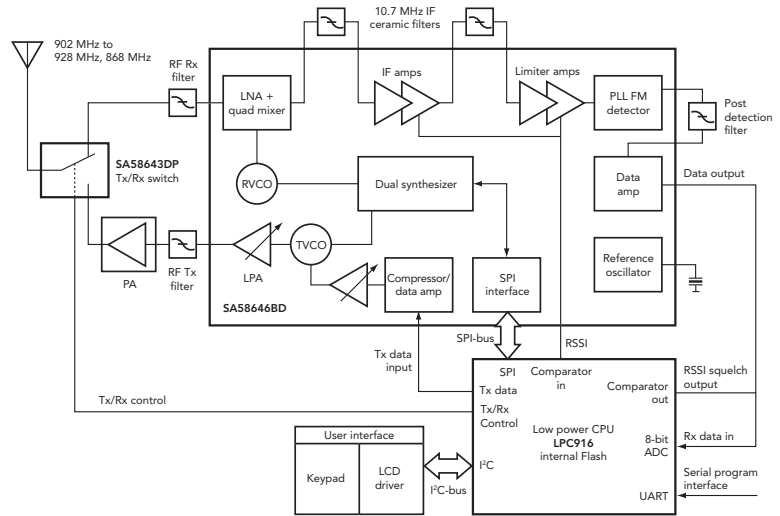 10.7 MHz IF
ceramic filters
902 MHz to
928 MHz, 868 MHz
RF Rx
filter
IF amps
Limiter amps
LNA +
quad mixer
PLL FM
detector
Post
detection
filter
SA58643DP
Tx/Rx switch
RVCO
Dual synthesizer
Data
amp
Data output
TVCO
LPA
PA
RF Tx
filter
Compressor/
data amp
SPI
interface
Reference
oscillator
SA58646BD
SPI-bus
RSSI
Tx data
input
SPI
Comparator
in
RSSI squelch
output
Tx data
Comparator
out
Tx/Rx control
Tx/Rx
Control
Low power CPU
LPC916
internal Flash
8-bit
ADC
Rx data in
User interface
Keypad
LCD
driver
I²C-bus
I²C
Serial program
interface
UART